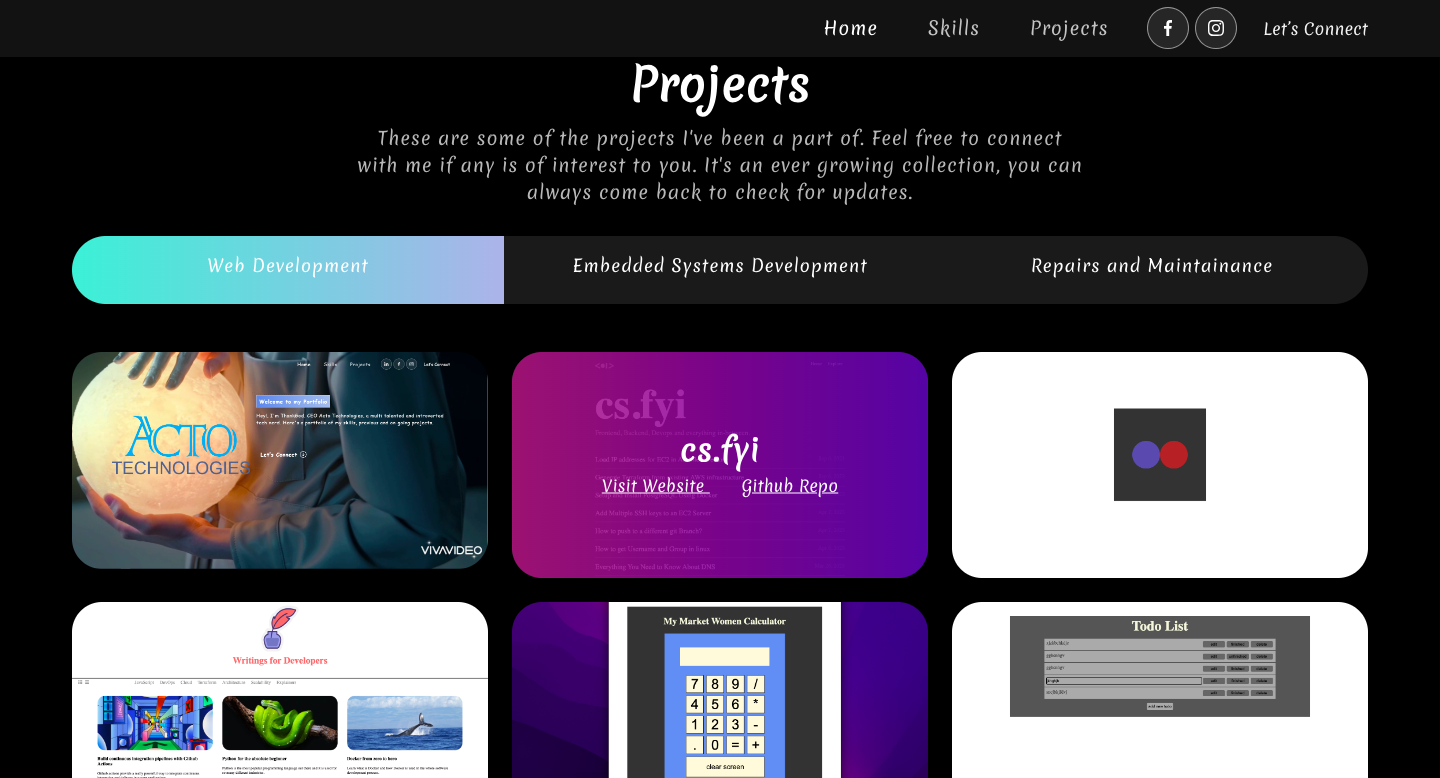 Home Skills Projects Let's Connect
Projects
These are some of the projects I've been a part of. Feel free to connect
with me if any is of interest to you. It's an ever growing collection, you can
always come back to check for updates.
Web Development Embedded Systems Development Repairs and Maintainance
Home Skills Projects Let's Connect
Welcome to my Portfolio
Hey!, I'm ThankGod. CEO Acto Technologies, a multi talented and introverted
tech nerd. Here's a portfolio of my skills, previous and on going projects.
Let's Connect
ACTO
TECHNOLOGIES
VIVAVIDEO
cs.fyi
cs.fyi
Visit Website Github Repo
Add Multiple SSH keys to an EC2 Server
How to push to a different git Branch?
How to get Username and Group in linux
Everything You Need to Know About DNS
Writings for Developers
JavaScript DevOps Cloud
Build continuous integration pipelines with Github
Actions
Python for the absolute beginner
Docker from zero to hero
My Market Women Calculator
7 8 9 /
4 5 6 *
1 2 3 -
. 0 = +
clear screen
Todo List